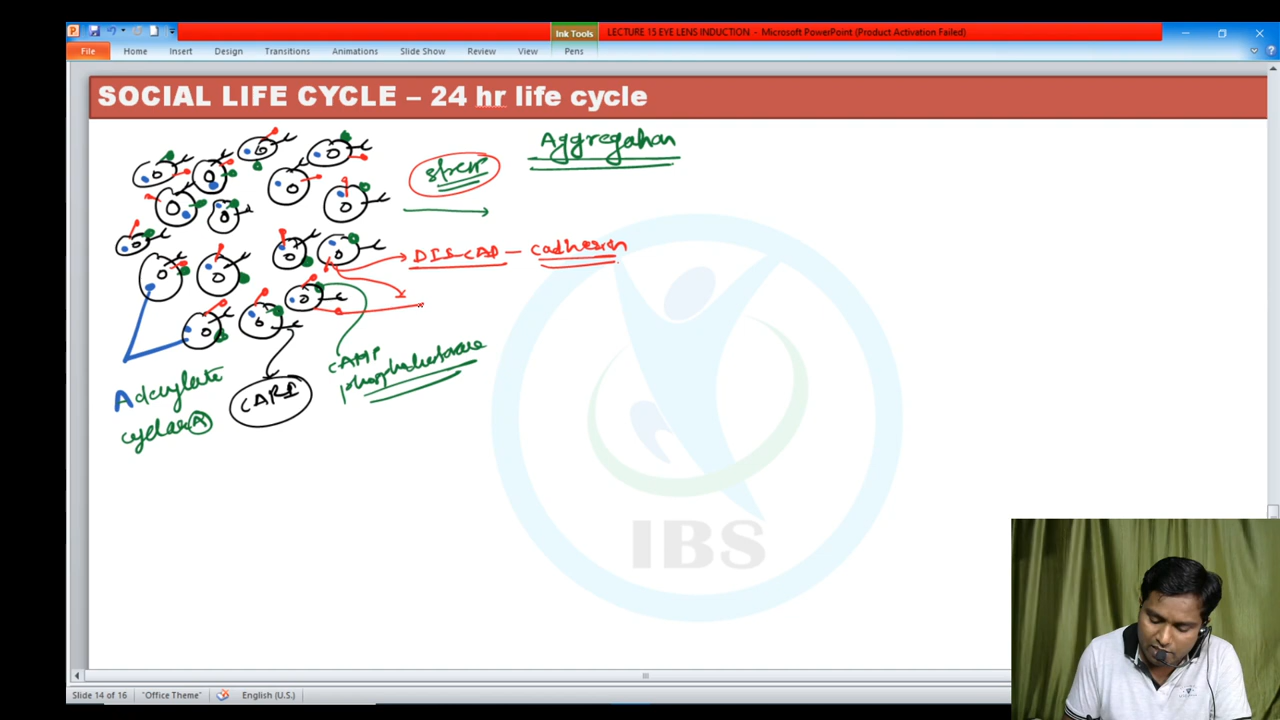 Ink Tools
LECTURE 15 EYE LENS INDUCTION - Microsoft PowerPoint (Product Activation Failed)
File Home Insert Design Transitions Animations Slide Show Review View Pens
SOCIAL LIFE CYCLE – 24 hr life cycle
Aggregation
stress
DIS-CAD - cadherin
cAMP
phosphodiesterase
Adenylate
cyclase A
CAR1
IBS
Slide 14 of 16 "Office Theme" English (U.S.)